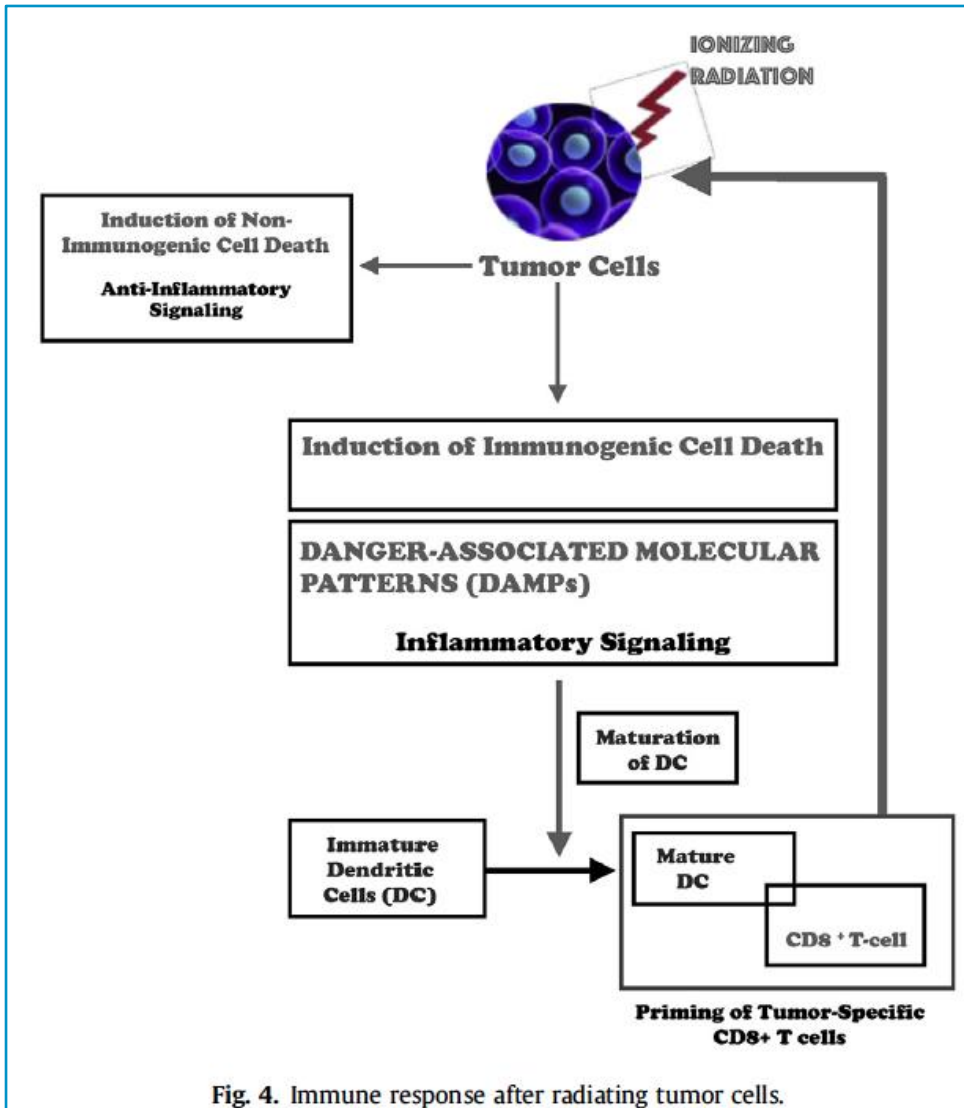 IONIZING
RADIATION
Tumor Cells
Induction of Non-
Immunogenic Cell Death
Anti-Inflammatory
Signaling
Induction of Immunogenic Cell Death
DANGER-ASSOCIATED MOLECULAR
PATTERNS (DAMPs)
Inflammatory Signaling
Maturation
of DC
Immature
Dendritic
Cells (DC)
Mature
DC
CD8 + T-cell
Priming of Tumor-Specific
CD8+ T cells
Fig. 4. Immune response after radiating tumor cells.